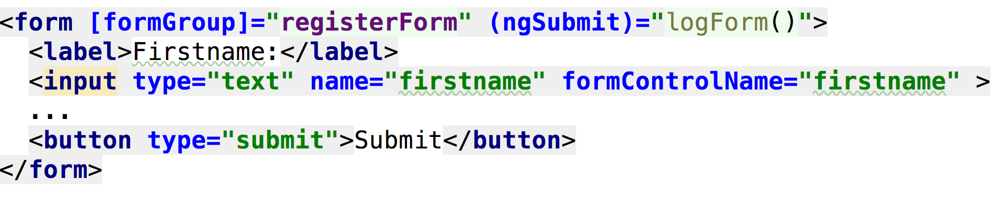 <form [formGroup]="registerForm" (ngSubmit)="logForm()">
<label>Firstname:</label>
<input type="text" name="firstname" formControlName="firstname" >
...
<button type="submit">Submit</button>
</form>